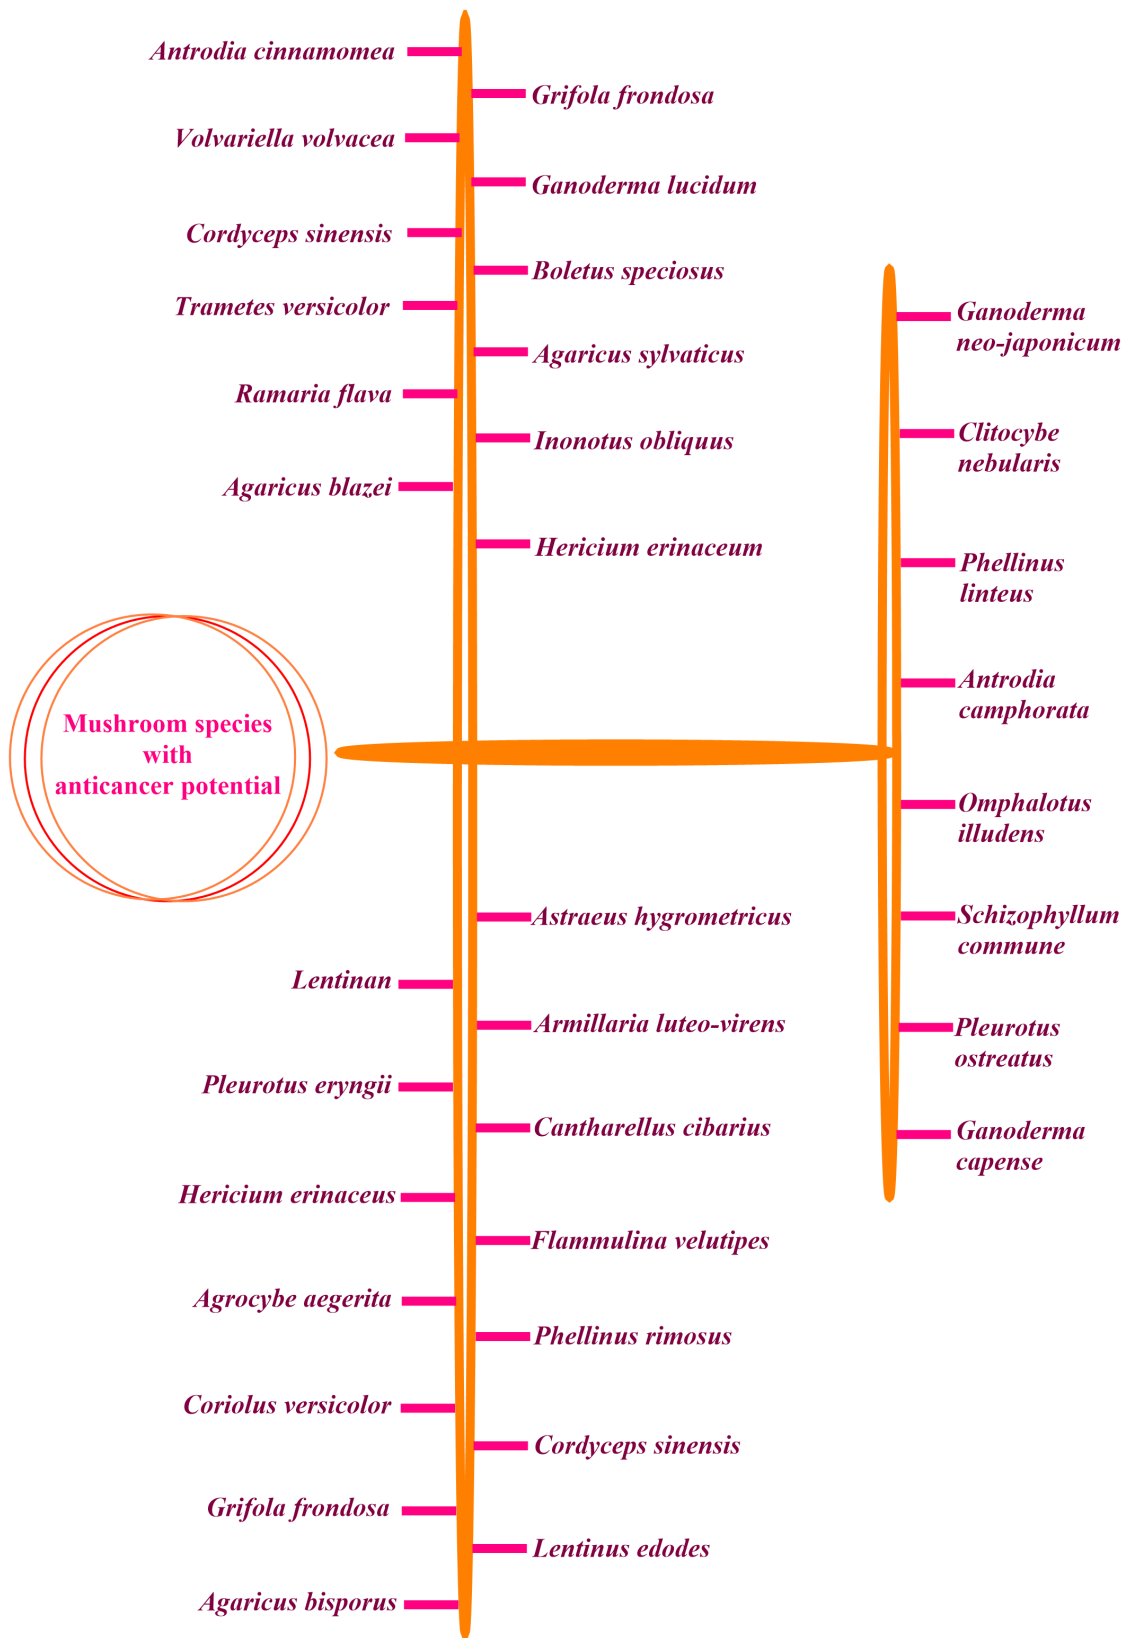 Antrodia cinnamomea
Grifola frondosa
Volvariella volvacea
Ganoderma lucidum
Cordyceps sinensis
Boletus speciosus
Trametes versicolor
Agaricus sylvaticus
Ramaria flava
Inonotus obliquus
Agaricus blazei
Hericium erinaceum
Mushroom species
with
anticancer potential
Astraeus hygrometricus
Lentinan
Armillaria luteo-virens
Pleurotus eryngii
Cantharellus cibarius
Hericium erinaceus
Flammulina velutipes
Agrocybe aegerita
Phellinus rimosus
Coriolus versicolor
Cordyceps sinensis
Grifola frondosa
Lentinus edodes
Agaricus bisporus
Ganoderma
neo-japonicum
Clitocybe
nebularis
Phellinus
linteus
Antrodia
camphorata
Omphalotus
illudens
Schizophyllum
commune
Pleurotus
ostreatus
Ganoderma
capense